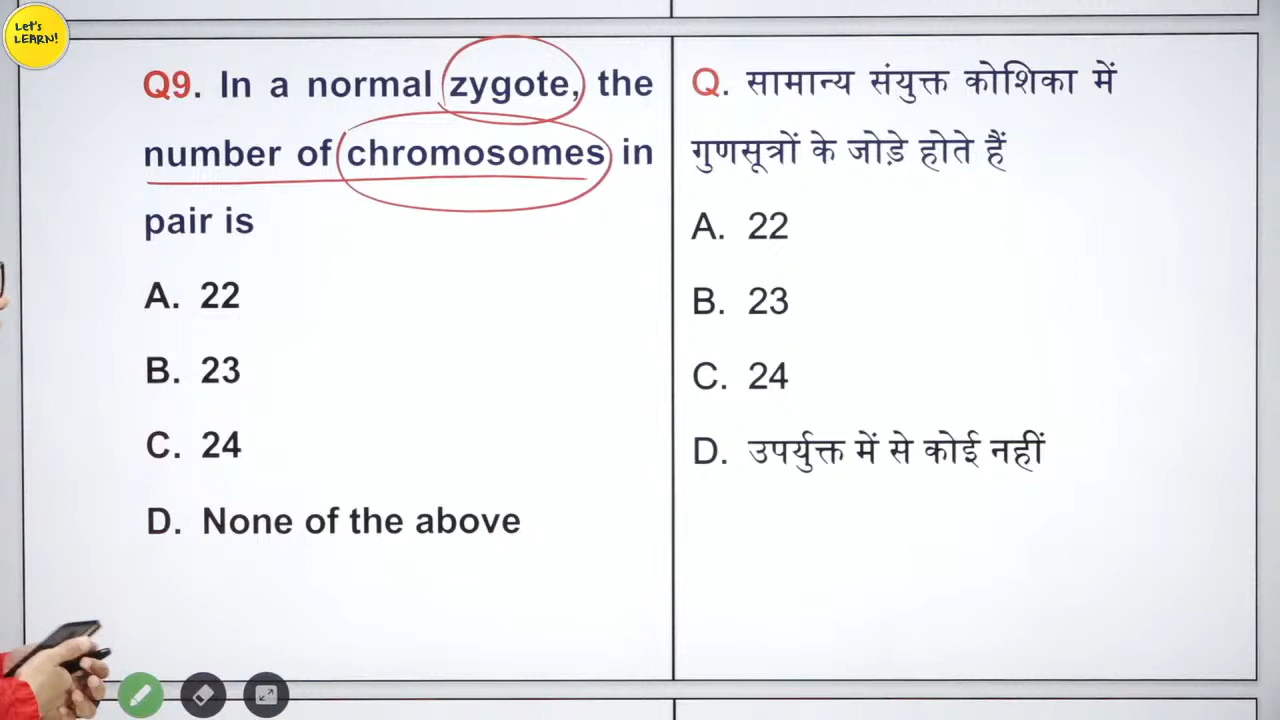 Let's
LEARN!
Q9. In a normal zygote, the
number of chromosomes in
pair is
A. 22
B. 23
C. 24
D. None of the above
Q. सामान्य संयुक्त कोशिका में
गुणसूत्रों के जोड़े होते हैं
A. 22
B. 23
C. 24
D. उपर्युक्त में से कोई नहीं